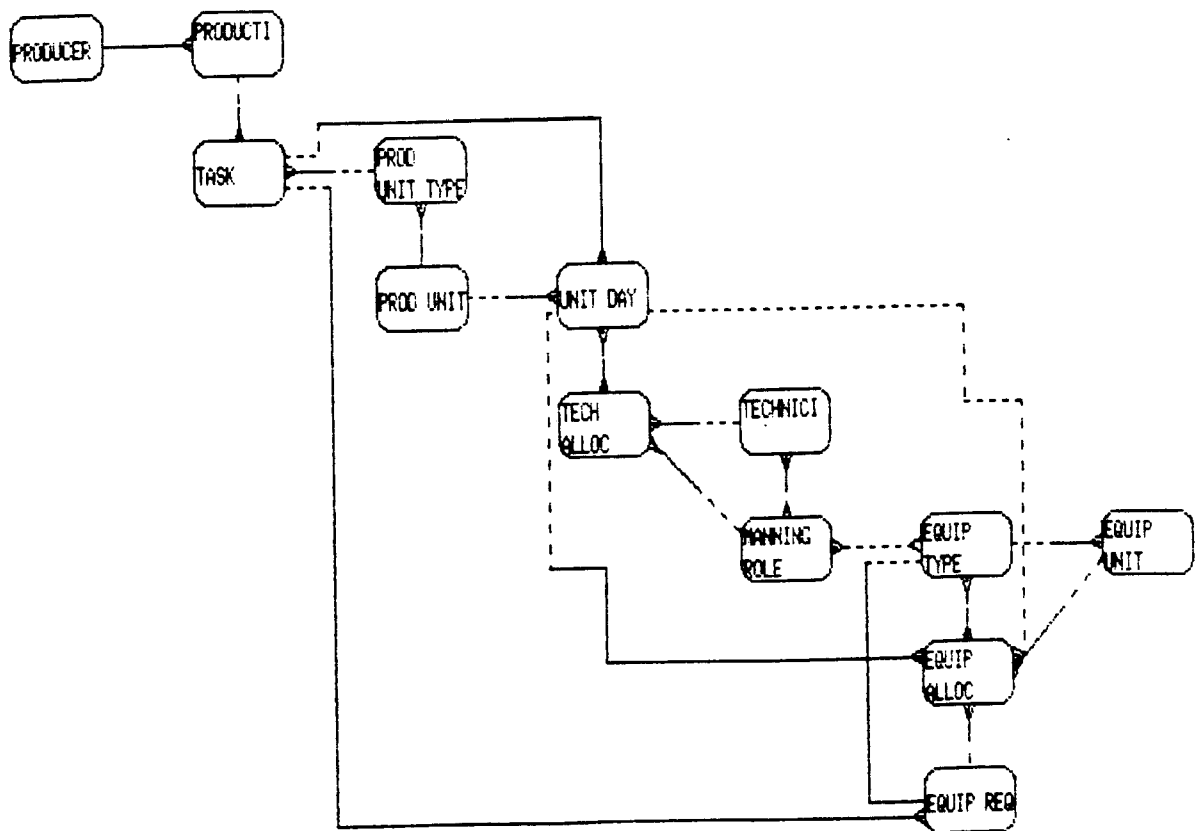 PRODUCTI
PRODUCER
TASK
PROD
UNIT TYPE
PROD UNIT
UNIT DAY
TECH
ALLOC
TECHNICI
MANNING
ROLE
EQUIP
TYPE
EQUIP
UNIT
EQUIP
ALLOC
EQUIP REQ